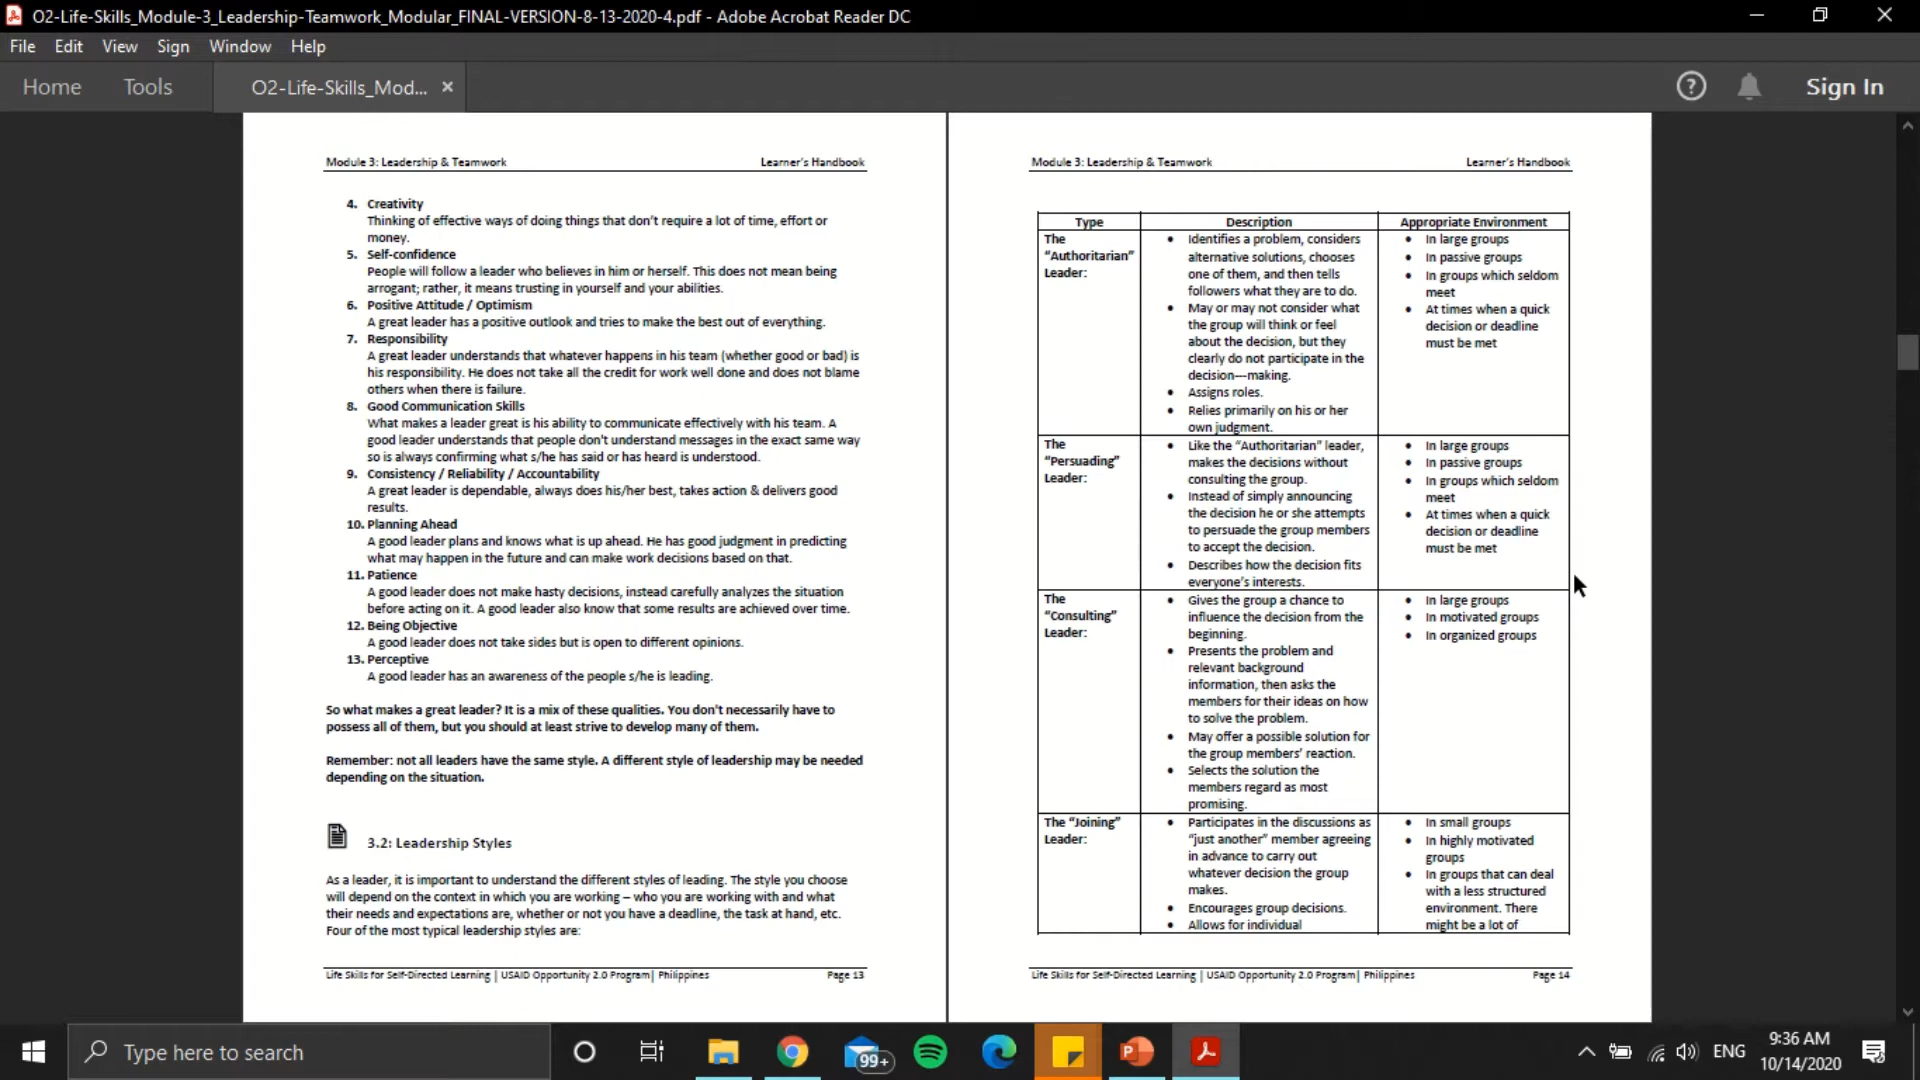 O2-Life-Skills_Module-3_Leadership-Teamwork_Modular_FINAL-VERSION-8-13-2020-4.pdf - Adobe Acrobat Reader DC
File Edit View Sign Window Help
Home Tools O2-Life-Skills_Mod... × ? Sign In
Module 3: Leadership & Teamwork Learner's Handbook
4. Creativity
Thinking of effective ways of doing things that don't require a lot of time, effort or
money.
5. Self-confidence
People will follow a leader who believes in him or herself. This does not mean being
arrogant; rather, it means trusting in yourself and your abilities.
6. Positive Attitude / Optimism
A great leader has a positive outlook and tries to make the best out of everything.
7. Responsibility
A great leader understands that whatever happens in his team (whether good or bad) is
his responsibility. He does not take all the credit for work well done and does not blame
others when there is failure.
8. Good Communication Skills
What makes a leader great is his ability to communicate effectively with his team. A
good leader understands that people don't understand messages in the exact same way
so is always confirming what s/he has said or has heard is understood.
9. Consistency / Reliability / Accountability
A great leader is dependable, always does his/her best, takes action & delivers good
results.
10. Planning Ahead
A good leader plans and knows what is up ahead. He has good judgment in predicting
what may happen in the future and can make work decisions based on that.
11. Patience
A good leader does not make hasty decisions, instead carefully analyzes the situation
before acting on it. A good leader also know that some results are achieved over time.
12. Being Objective
A good leader does not take sides but is open to different opinions.
13. Perceptive
A good leader has an awareness of the people s/he is leading.
So what makes a great leader? It is a mix of these qualities. You don't necessarily have to
possess all of them, but you should at least strive to develop many of them.
Remember: not all leaders have the same style. A different style of leadership may be needed
depending on the situation.
3.2: Leadership Styles
As a leader, it is important to understand the different styles of leading. The style you choose
will depend on the context in which you are working – who you are working with and what
their needs and expectations are, whether or not you have a deadline, the task at hand, etc.
Four of the most typical leadership styles are:
Life Skills for Self-Directed Learning | USAID Opportunity 2.0 Program| Philippines Page 13
Module 3: Leadership & Teamwork Learner's Handbook
Type Description Appropriate Environment
The
"Authoritarian"
Leader:
• Identifies a problem, considers
alternative solutions, chooses
one of them, and then tells
followers what they are to do.
• May or may not consider what
the group will think or feel
about the decision, but they
clearly do not participate in the
decision---making.
• Assigns roles.
• Relies primarily on his or her
own judgment.
• In large groups
• In passive groups
• In groups which seldom
meet
• At times when a quick
decision or deadline
must be met
The
"Persuading"
Leader:
• Like the "Authoritarian" leader,
makes the decisions without
consulting the group.
• Instead of simply announcing
the decision he or she attempts
to persuade the group members
to accept the decision.
• Describes how the decision fits
everyone's interests.
• In large groups
• In passive groups
• In groups which seldom
meet
• At times when a quick
decision or deadline
must be met
The
"Consulting"
Leader:
• Gives the group a chance to
influence the decision from the
beginning.
• Presents the problem and
relevant background
information, then asks the
members for their ideas on how
to solve the problem.
• May offer a possible solution for
the group members' reaction.
• Selects the solution the
members regard as most
promising.
• In large groups
• In motivated groups
• In organized groups
The "Joining"
Leader:
• Participates in the discussions as
"just another" member agreeing
in advance to carry out
whatever decision the group
makes.
• Encourages group decisions.
• Allows for individual
• In small groups
• In highly motivated
groups
• In groups that can deal
with a less structured
environment. There
might be a lot of
Life Skills for Self-Directed Learning | USAID Opportunity 2.0 Program| Philippines Page 14
Type here to search 99+ ENG 9:36 AM
10/14/2020